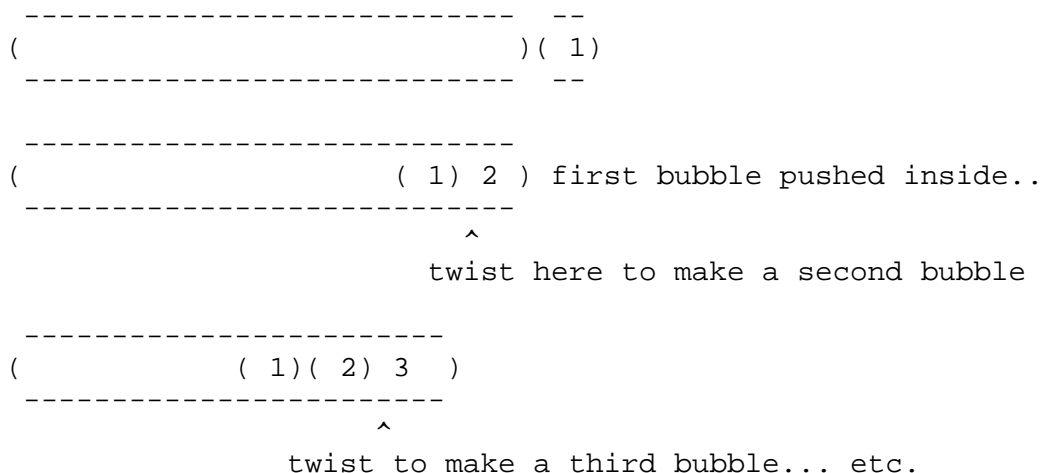 ----------------------------  --
(                            )( 1)
 ----------------------------  --
 ----------------------------
(                     ( 1) 2 ) first bubble pushed inside..
 ----------------------------
                          ^
                        twist here to make a second bubble
 ------------------------
(            ( 1)( 2) 3  )
 ------------------------
                     ^
                twist to make a third bubble... etc.